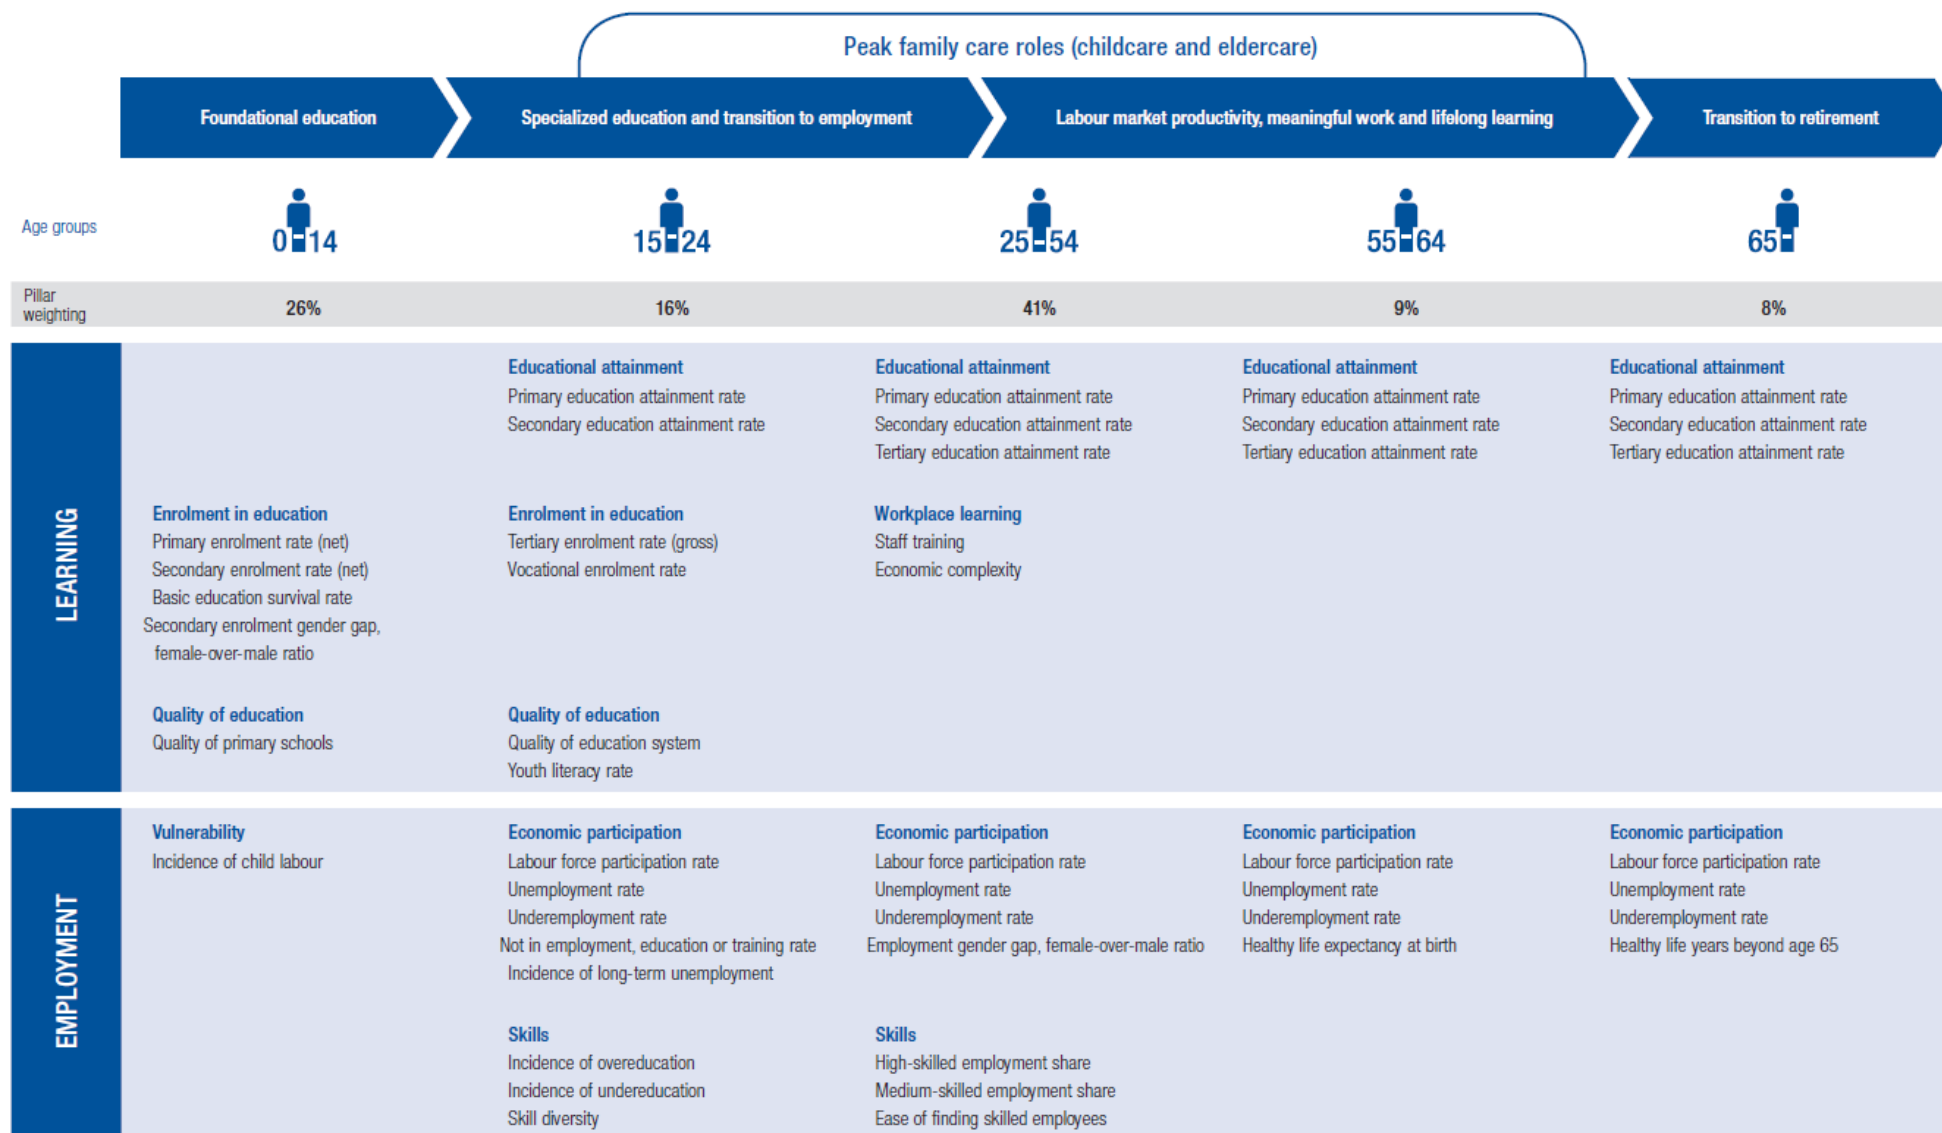 Peak family care roles (childcare and eldercare)
Foundational education
Specialized education and transition to employment
Labour market productivity, meaningful work and lifelong learning
Transition to retirement
Age groups
0-14
15-24
25-54
55-64
65-
Pillar
weighting
26%
16%
41%
9%
8%
LEARNING
Enrolment in education
Primary enrolment rate (net)
Secondary enrolment rate (net)
Basic education survival rate
Secondary enrolment gender gap,
female-over-male ratio
Quality of education
Quality of primary schools
Educational attainment
Primary education attainment rate
Secondary education attainment rate
Enrolment in education
Tertiary enrolment rate (gross)
Vocational enrolment rate
Quality of education
Quality of education system
Youth literacy rate
Educational attainment
Primary education attainment rate
Secondary education attainment rate
Tertiary education attainment rate
Workplace learning
Staff training
Economic complexity
Educational attainment
Primary education attainment rate
Secondary education attainment rate
Tertiary education attainment rate
Educational attainment
Primary education attainment rate
Secondary education attainment rate
Tertiary education attainment rate
EMPLOYMENT
Vulnerability
Incidence of child labour
Economic participation
Labour force participation rate
Unemployment rate
Underemployment rate
Not in employment, education or training rate
Incidence of long-term unemployment
Skills
Incidence of overeducation
Incidence of undereducation
Skill diversity
Economic participation
Labour force participation rate
Unemployment rate
Underemployment rate
Employment gender gap, female-over-male ratio
Skills
High-skilled employment share
Medium-skilled employment share
Ease of finding skilled employees
Economic participation
Labour force participation rate
Unemployment rate
Underemployment rate
Healthy life expectancy at birth
Economic participation
Labour force participation rate
Unemployment rate
Underemployment rate
Healthy life years beyond age 65